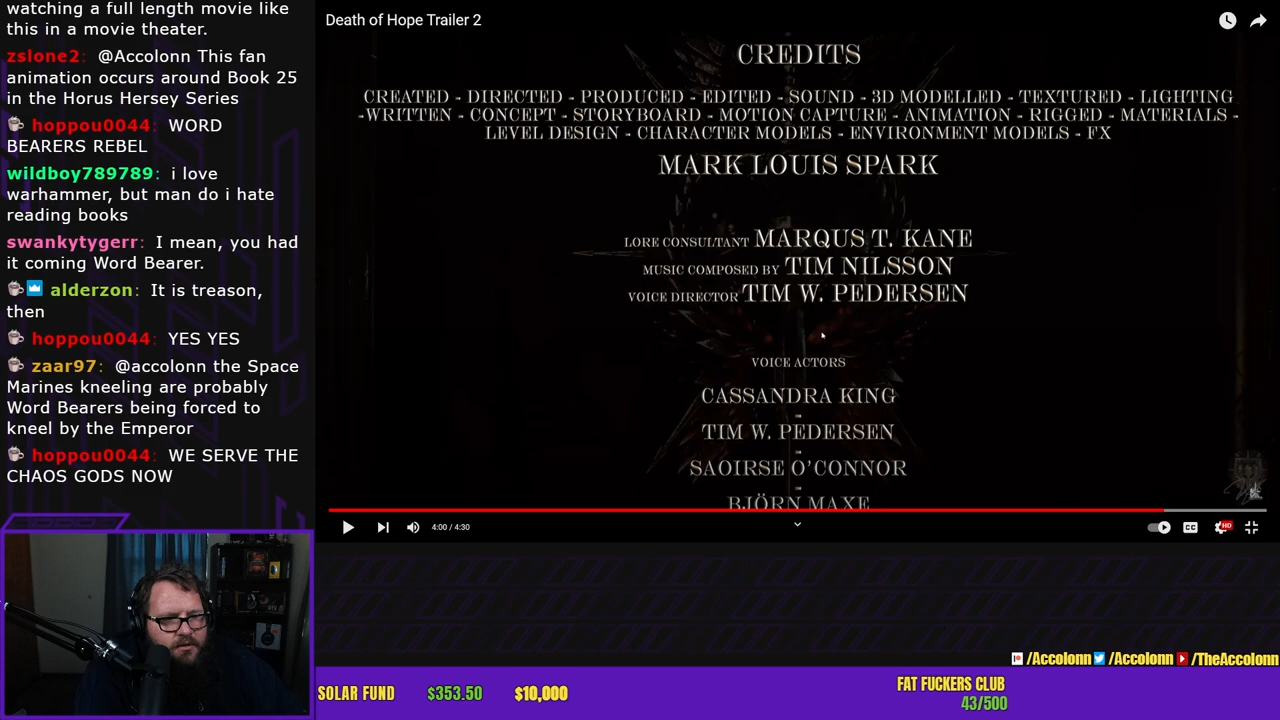 watching a full length movie like
this in a movie theater.
zslone2: @Accolonn This fan
animation occurs around Book 25
in the Horus Hersey Series
hoppou0044: WORD
BEARERS REBEL
wildboy789789: i love
warhammer, but man do i hate
reading books
swankytygerr: I mean, you had
it coming Word Bearer.
alderzon: It is treason,
then
hoppou0044: YES YES
zaar97: @accolonn the Space
Marines kneeling are probably
Word Bearers being forced to
kneel by the Emperor
hoppou0044: WE SERVE THE
CHAOS GODS NOW
Death of Hope Trailer 2
CREDITS
CREATED - DIRECTED - PRODUCED - EDITED - SOUND - 3D MODELLED - TEXTURED - LIGHTING
-WRITTEN - CONCEPT - STORYBOARD - MOTION CAPTURE - ANIMATION - RIGGED - MATERIALS -
LEVEL DESIGN - CHARACTER MODELS - ENVIRONMENT MODELS - FX
MARK LOUIS SPARK
LORE CONSULTANT MARQUS T. KANE
MUSIC COMPOSED BY TIM NILSSON
VOICE DIRECTOR TIM W. PEDERSEN
VOICE ACTORS
CASSANDRA KING
-
TIM W. PEDERSEN
-
SAOIRSE O'CONNOR
-
BJÖRN MAXE
4:00 / 4:30
CC
HD
/Accolonn /Accolonn /TheAccolonn
SOLAR FUND $353.50 $10,000
FAT FUCKERS CLUB
43/500